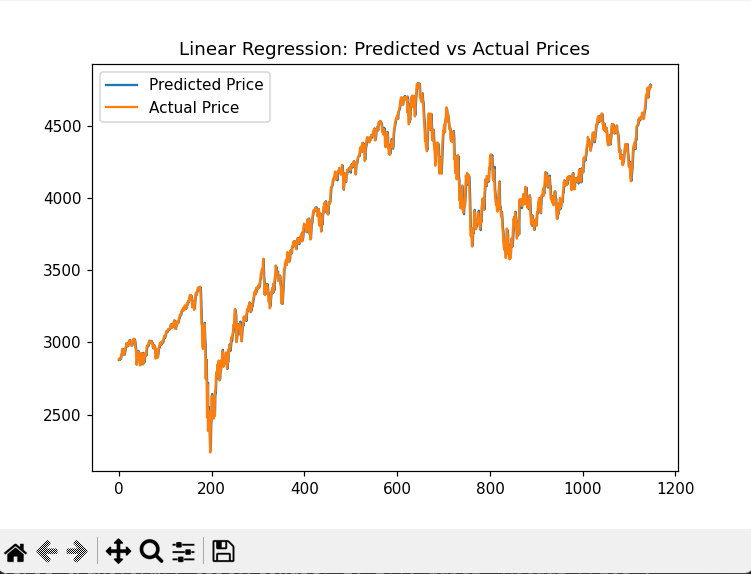 Linear Regression: Predicted vs Actual Prices
Predicted Price
Actual Price
4500
4000
3500
3000
2500
0 200 400 600 800 1000 1200